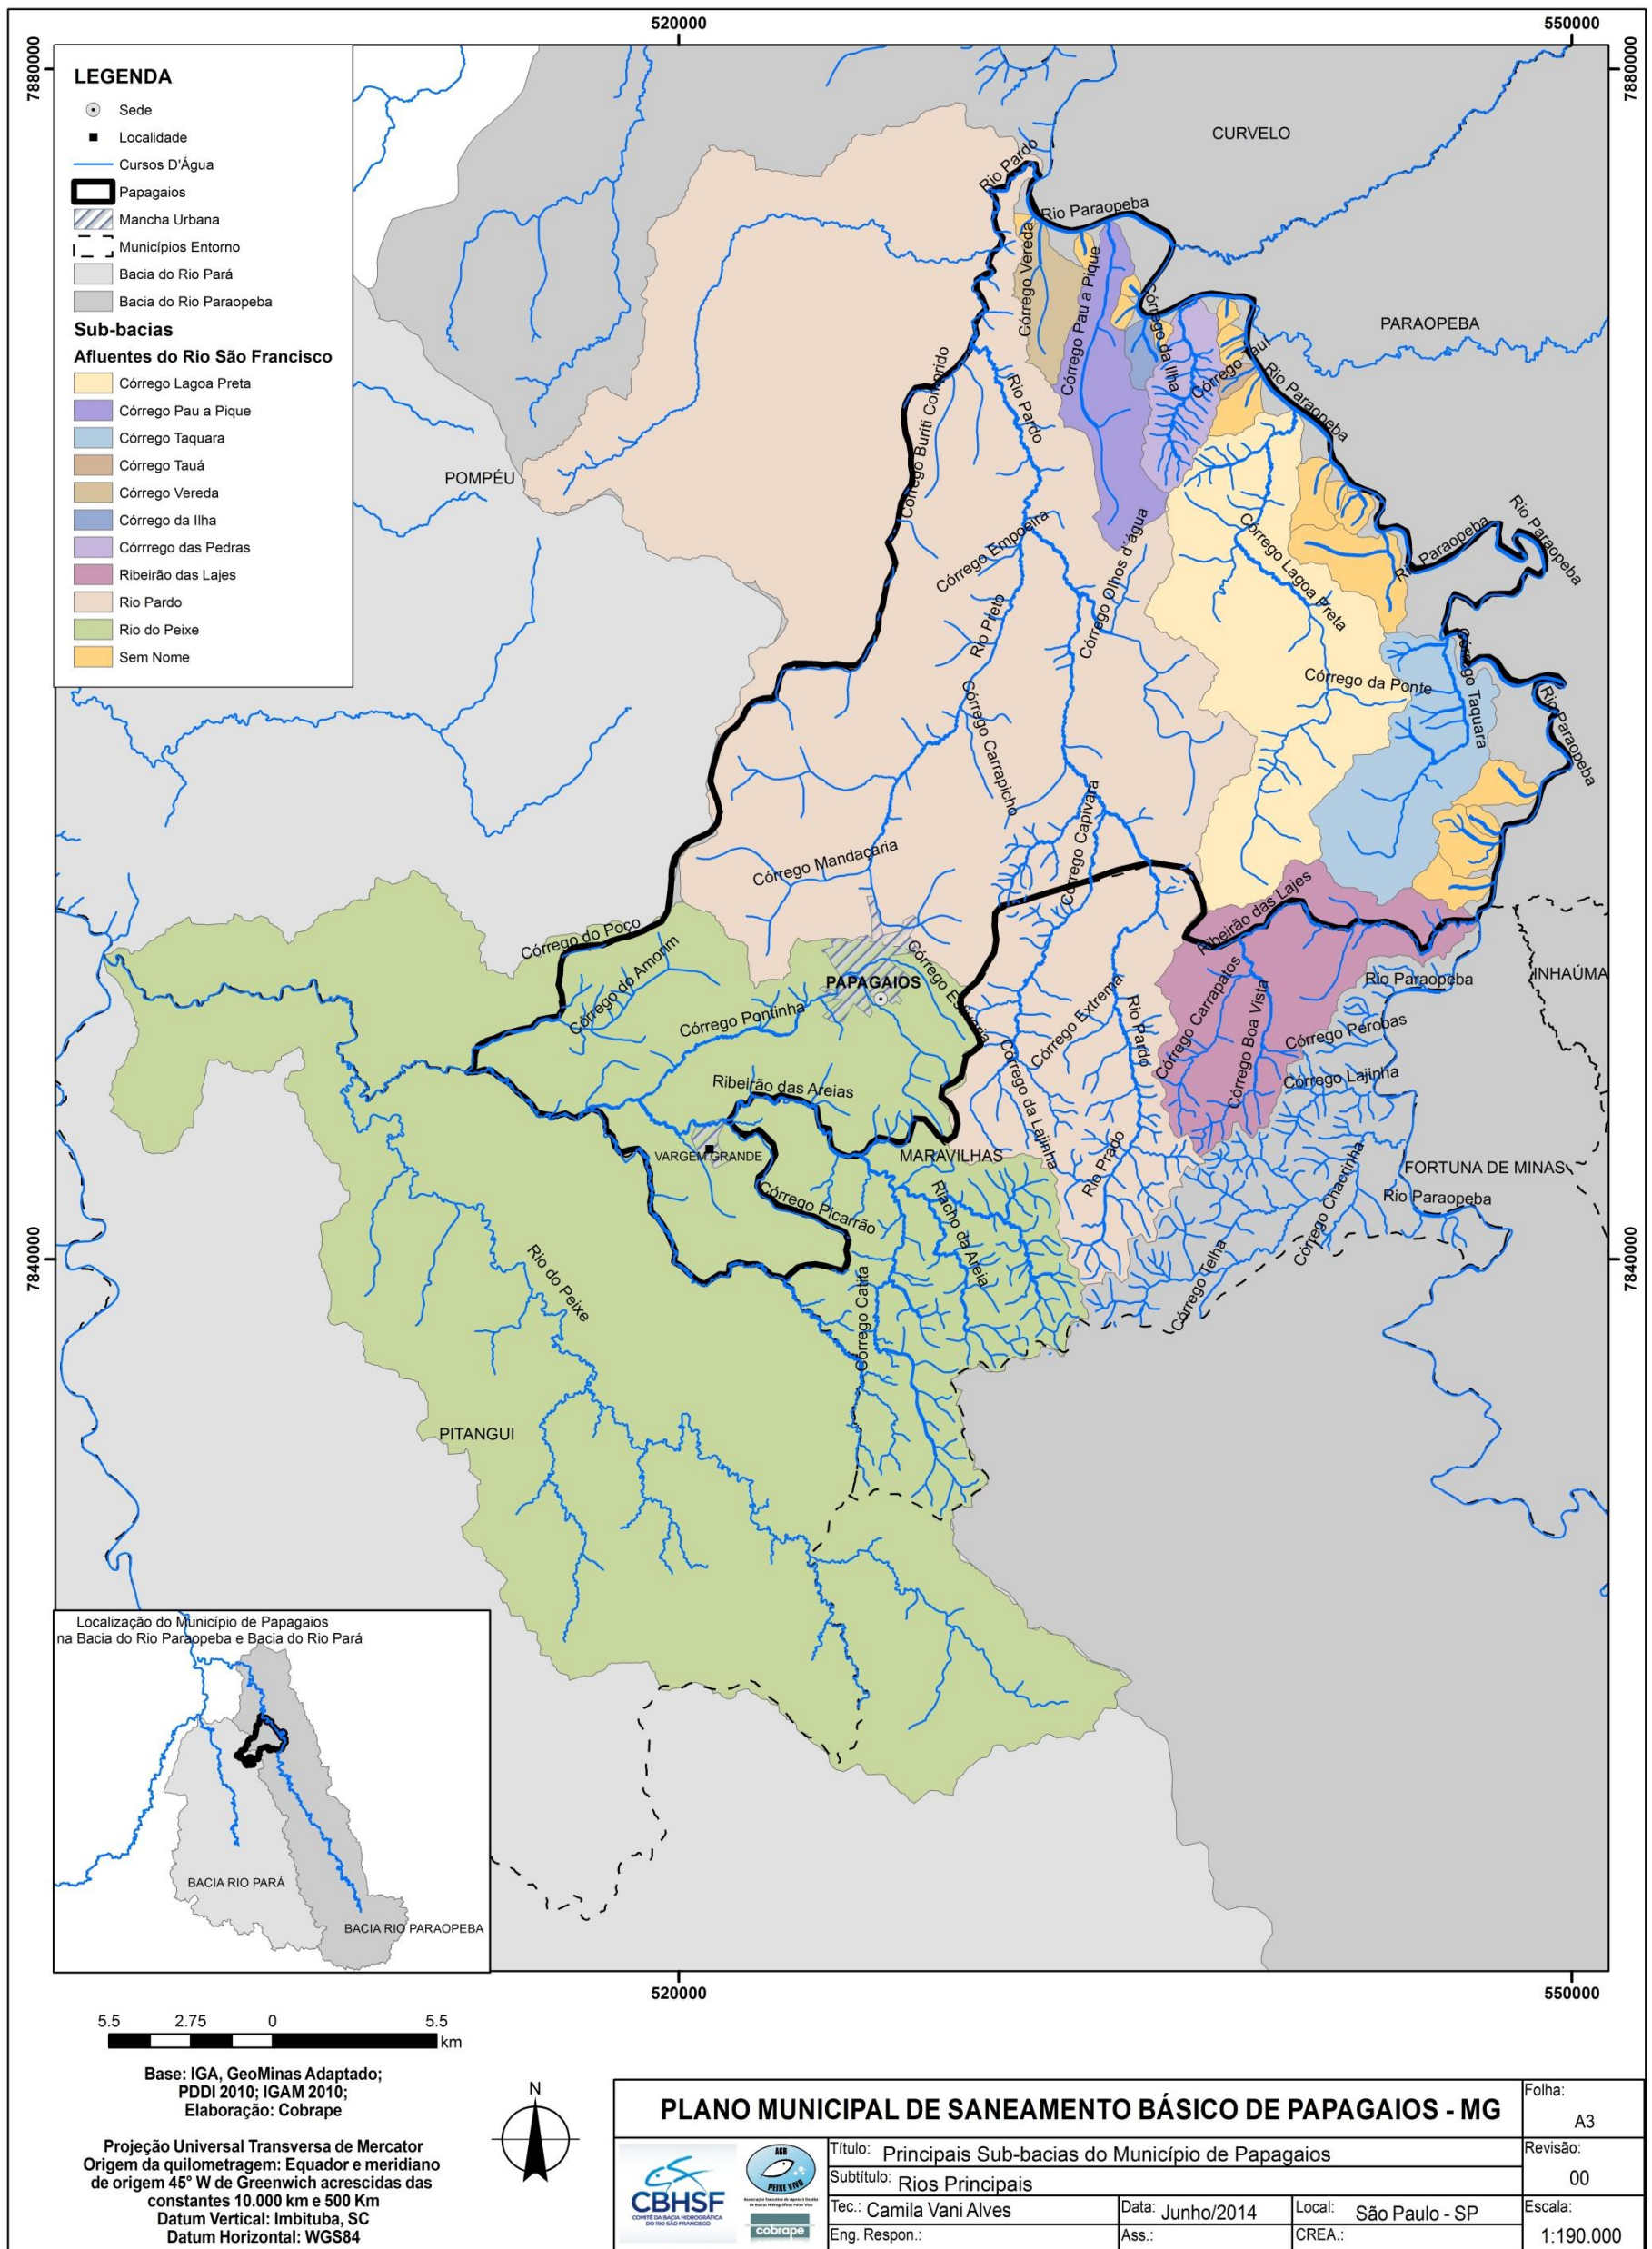 520000
550000
7880000
7880000
LEGENDA
Sede
Localidade
Cursos D'Água
Papagaios
Mancha Urbana
Municípios Entorno
Bacia do Rio Pará
Bacia do Rio Paraopeba
Sub-bacias
Afluentes do Rio São Francisco
Córrego Lagoa Preta
Córrego Pau a Pique
Córrego Taquara
Córrego Tauá
Córrego Vereda
Córrego da Ilha
Córrrego das Pedras
Ribeirão das Lajes
Rio Pardo
Rio do Peixe
Sem Nome
CURVELO
Rio Pardo
Rio Paraopeba
Córrego Vereda
Córrego Pau a Pique
Córrego da Ilha
PARAOPEBA
Córrego Tauí
Rio Paraopeba
Córrego Buriti Comprido
Rio Pardo
POMPÉU
Córrego Empoeira
Córrego Olhos d'água
Córrego Lagoa Preta
Rio Paraopeba
Rio Paraopeba
Rio Preto
Córrego da Ponte
Córrego Taquara
Rio Paraopeba
Córrego Carrapicho
Córrego Capivara
Córrego Mandaçaria
Ribeirão das Lajes
Córrego do Poço
Córrego do Amorim
PAPAGAIOS
Córrego Pontinha
Córrego Extrema
Rio Pardo
Córrego Carrapatos
Córrego Boa Vista
Rio Paraopeba
INHAÚMA
Córrego Perobas
Córrego Lajinha
Ribeirão das Areias
Córrego da Lajinha
VARGEM GRANDE
MARAVILHAS
Rio Prado
FORTUNA DE MINAS
Córrego Chacrinha
Rio Paraopeba
Córrego Picarrão
Riacho da Areia
Córrego Telha
7840000
7840000
Rio do Peixe
Córrego Catita
PITANGUI
Localização do Município de Papagaios
na Bacia do Rio Paraopeba e Bacia do Rio Pará
BACIA RIO PARÁ
BACIA RIO PARAOPEBA
520000
550000
5.5 2.75 0 5.5
km
Base: IGA, GeoMinas Adaptado;
PDDI 2010; IGAM 2010;
Elaboração: Cobrape
Projeção Universal Transversa de Mercator
Origem da quilometragem: Equador e meridiano
de origem 45° W de Greenwich acrescidas das
constantes 10.000 km e 500 Km
Datum Vertical: Imbituba, SC
Datum Horizontal: WGS84
N
PLANO MUNICIPAL DE SANEAMENTO BÁSICO DE PAPAGAIOS - MG
Folha:
A3
CBHSF
COMITÊ DA BACIA HIDROGRÁFICA
DO RIO SÃO FRANCISCO
AGB
PEIXE VIVO
cobrape
Título: Principais Sub-bacias do Município de Papagaios
Revisão:
00
Subtítulo: Rios Principais
Tec.: Camila Vani Alves
Data: Junho/2014
Local: São Paulo - SP
Escala:
1:190.000
Eng. Respon.:
Ass.:
CREA.: